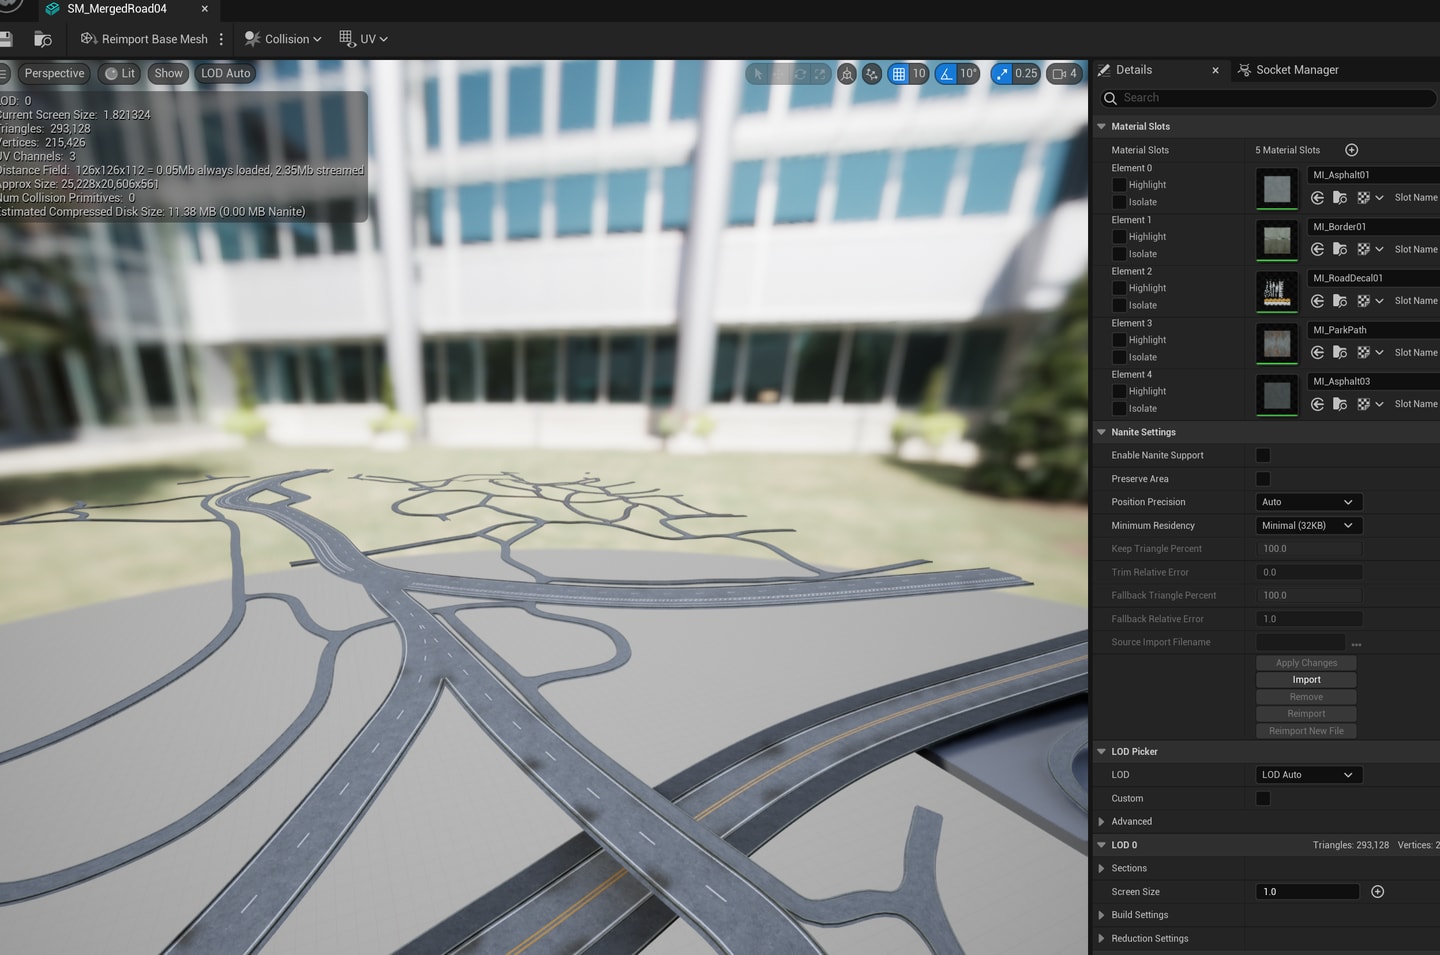 SM_MergedRoad04
Reimport Base Mesh
Collision
UV
Perspective
Lit
Show
LOD Auto
10
10°
0.25
4
LOD: 0
Current Screen Size: 1.821324
Triangles: 293,128
Vertices: 215,426
UV Channels: 3
Distance Field: 126x126x112 = 0.05Mb always loaded, 2.35Mb streamed
Approx Size: 25,228x20,606x561
Num Collision Primitives: 0
Estimated Compressed Disk Size: 11.38 MB (0.00 MB Nanite)
Details
Socket Manager
Search
Material Slots
Material Slots 5 Material Slots
Element 0
Highlight
Isolate
MI_Asphalt01
Slot Name
Element 1
Highlight
Isolate
MI_Border01
Slot Name
Element 2
Highlight
Isolate
MI_RoadDecal01
Slot Name
Element 3
Highlight
Isolate
MI_ParkPath
Slot Name
Element 4
Highlight
Isolate
MI_Asphalt03
Slot Name
Nanite Settings
Enable Nanite Support
Preserve Area
Position Precision Auto
Minimum Residency Minimal (32KB)
Keep Triangle Percent 100.0
Trim Relative Error 0.0
Fallback Triangle Percent 100.0
Fallback Relative Error 1.0
Source Import Filename ...
Apply Changes
Import
Remove
Reimport
Reimport New File
LOD Picker
LOD LOD Auto
Custom
Advanced
LOD 0 Triangles: 293,128 Vertices: 2
Sections
Screen Size 1.0
Build Settings
Reduction Settings